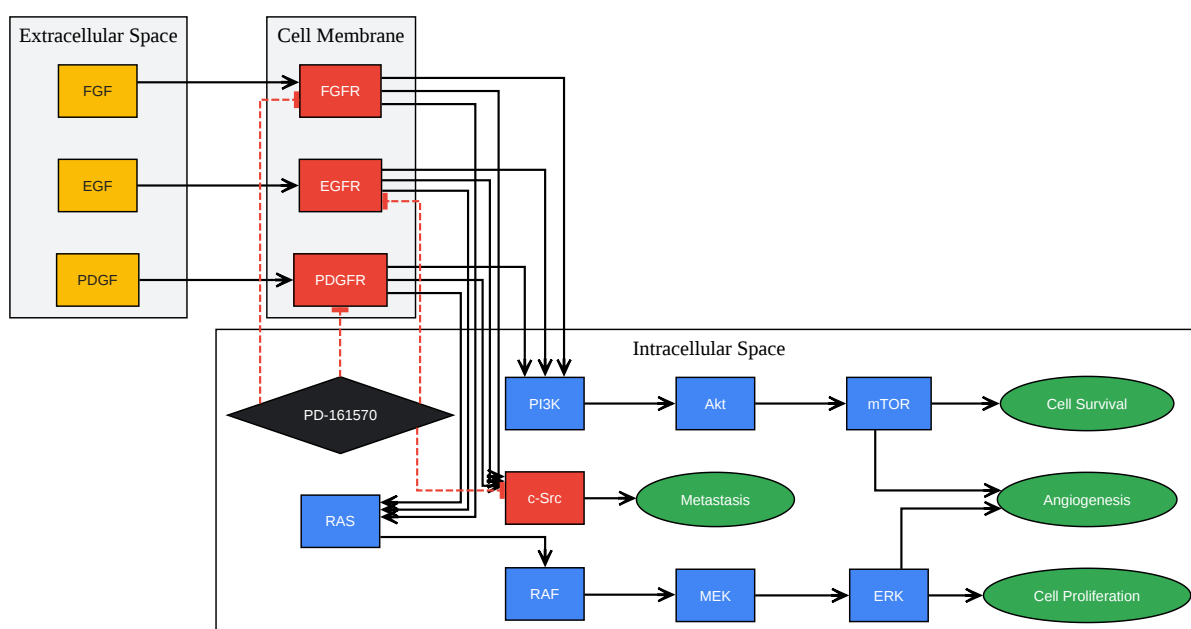 Extracellular Space
Cell Membrane
FGF
FGFR
EGF
EGFR
PDGF
PDGFR
Intracellular Space
PD-161570
PI3K
Akt
mTOR
Cell Survival
c-Src
Metastasis
Angiogenesis
RAS
RAF
MEK
ERK
Cell Proliferation